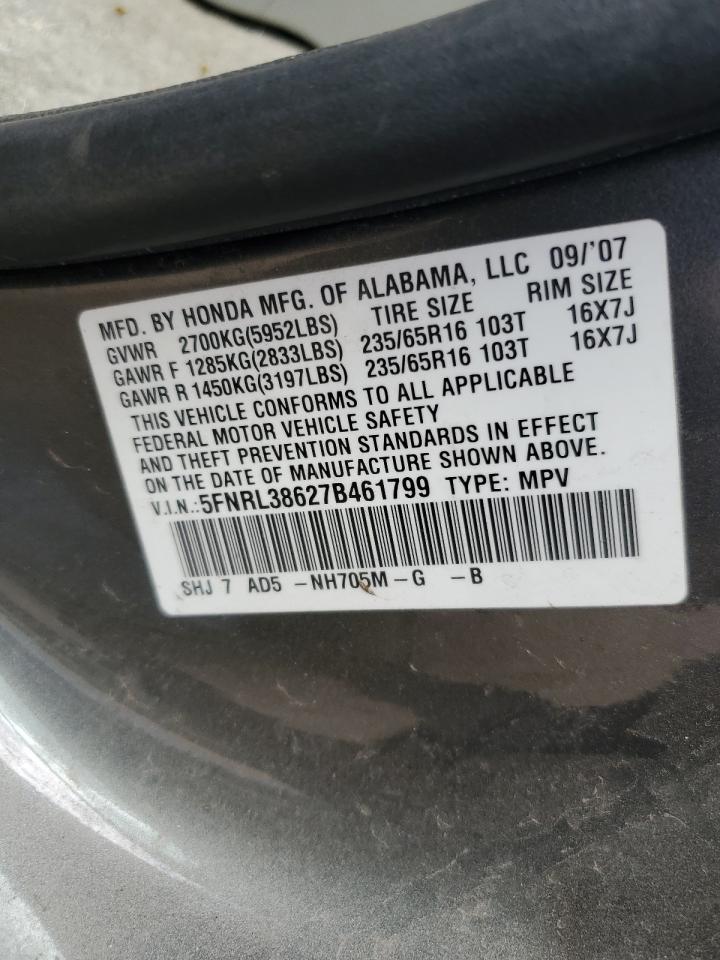 MFD. BY HONDA MFG. OF ALABAMA, LLC 09/'07
GVWR 2700KG(5952LBS) TIRE SIZE RIM SIZE
GAWR F 1285KG(2833LBS) 235/65R16 103T 16X7J
GAWR R 1450KG(3197LBS) 235/65R16 103T 16X7J
THIS VEHICLE CONFORMS TO ALL APPLICABLE
FEDERAL MOTOR VEHICLE SAFETY
AND THEFT PREVENTION STANDARDS IN EFFECT
ON THE DATE OF MANUFACTURE SHOWN ABOVE.
V.I.N.:5FNRL38627B461799 TYPE: MPV
SHJ 7 AD5 -NH705M-G -B